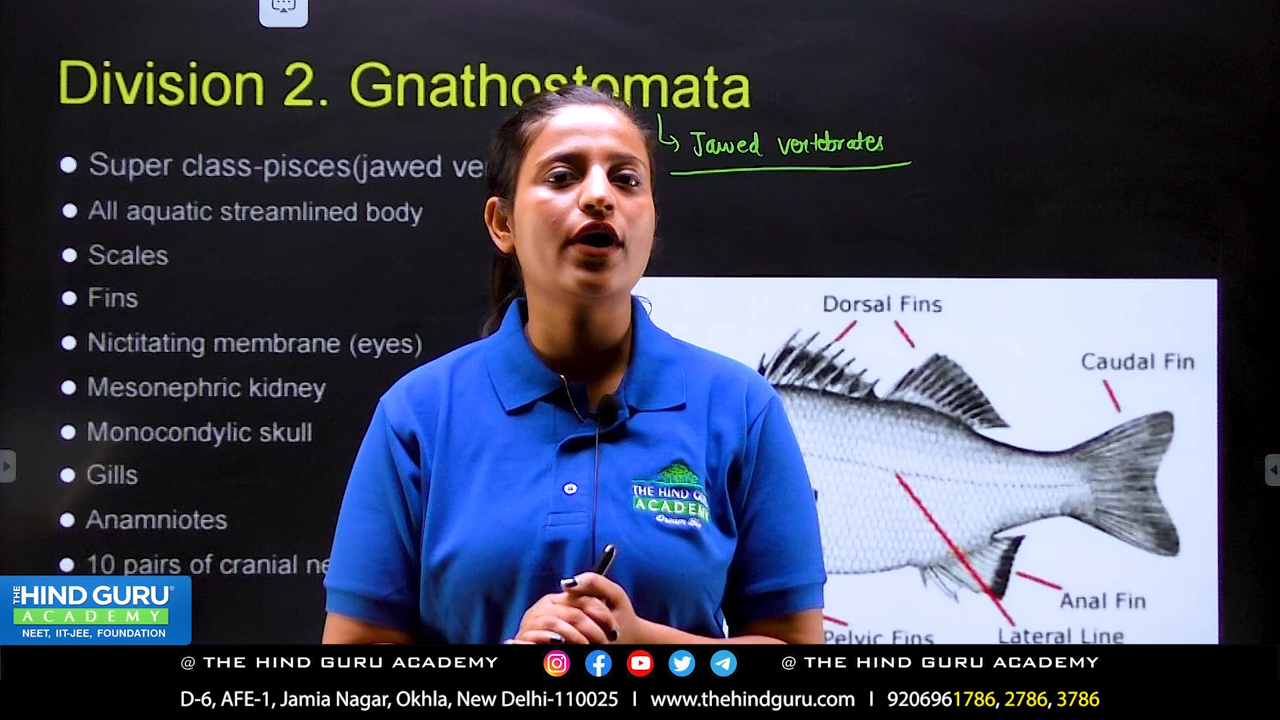 Division 2. Gnathostomata
Jawed vertebrates
Super class-pisces(jawed ve
All aquatic streamlined body
Scales
Fins
Nictitating membrane (eyes)
Mesonephric kidney
Monocondylic skull
Gills
Anamniotes
10 pairs of cranial ne
Dorsal Fins
Caudal Fin
Anal Fin
Pelvic Fins
Lateral Line
THE HIND GU
ACADEMY
THE HIND GURU
ACADEMY
NEET, IIT-JEE, FOUNDATION
@ THE HIND GURU ACADEMY
@ THE HIND GURU ACADEMY
D-6, AFE-1, Jamia Nagar, Okhla, New Delhi-110025 I www.thehindguru.com I 9206961786, 2786, 3786